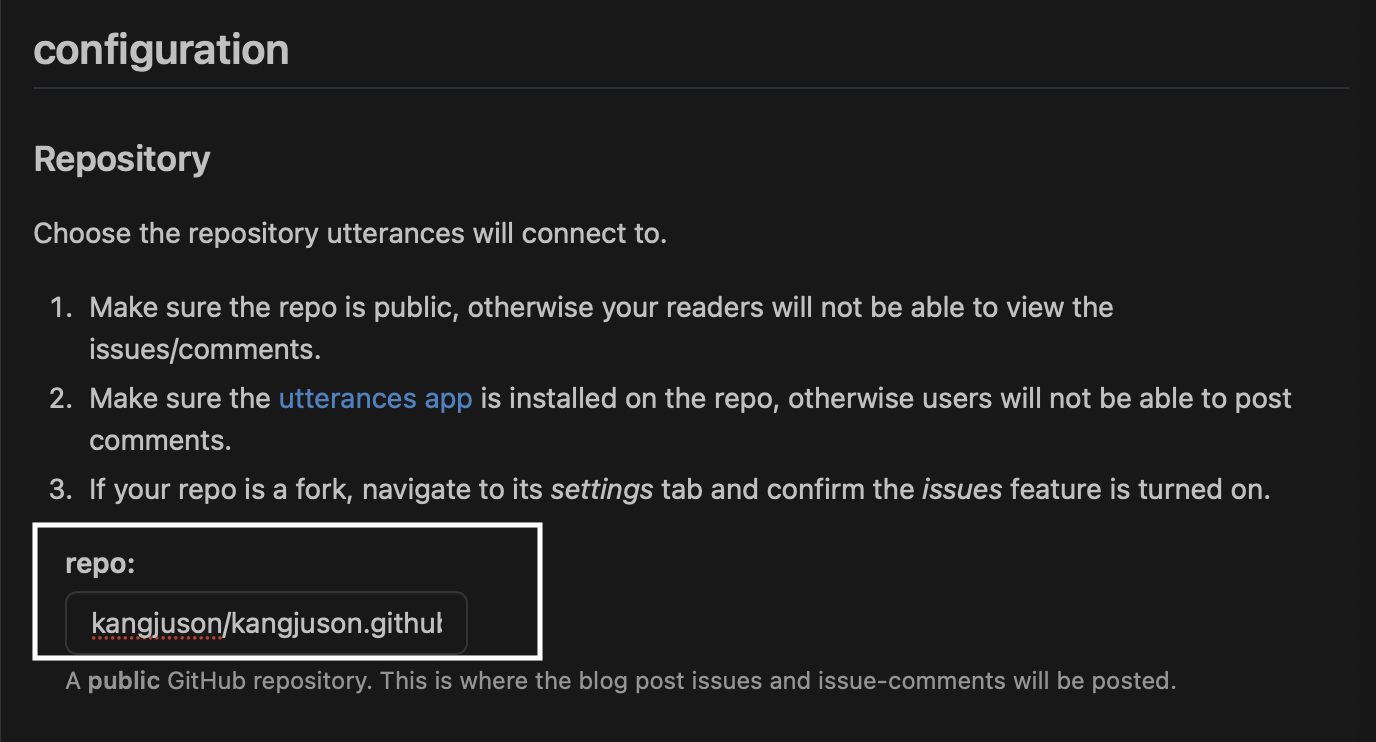 configuration
Repository
Choose the repository utterances will connect to.
1. Make sure the repo is public, otherwise your readers will not be able to view the
issues/comments.
2. Make sure the utterances app is installed on the repo, otherwise users will not be able to post
comments.
3. If your repo is a fork, navigate to its settings tab and confirm the issues feature is turned on.
repo:
kangjuson/kangjuson.github
A public GitHub repository. This is where the blog post issues and issue-comments will be posted.